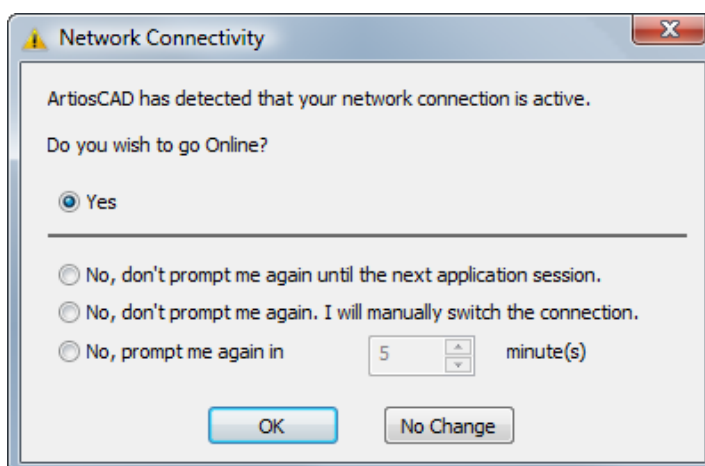 Network Connectivity
ArtiosCAD has detected that your network connection is active.
Do you wish to go Online?
Yes
No, don't prompt me again until the next application session.
No, don't prompt me again. I will manually switch the connection.
No, prompt me again in 5 minute(s)
OK No Change